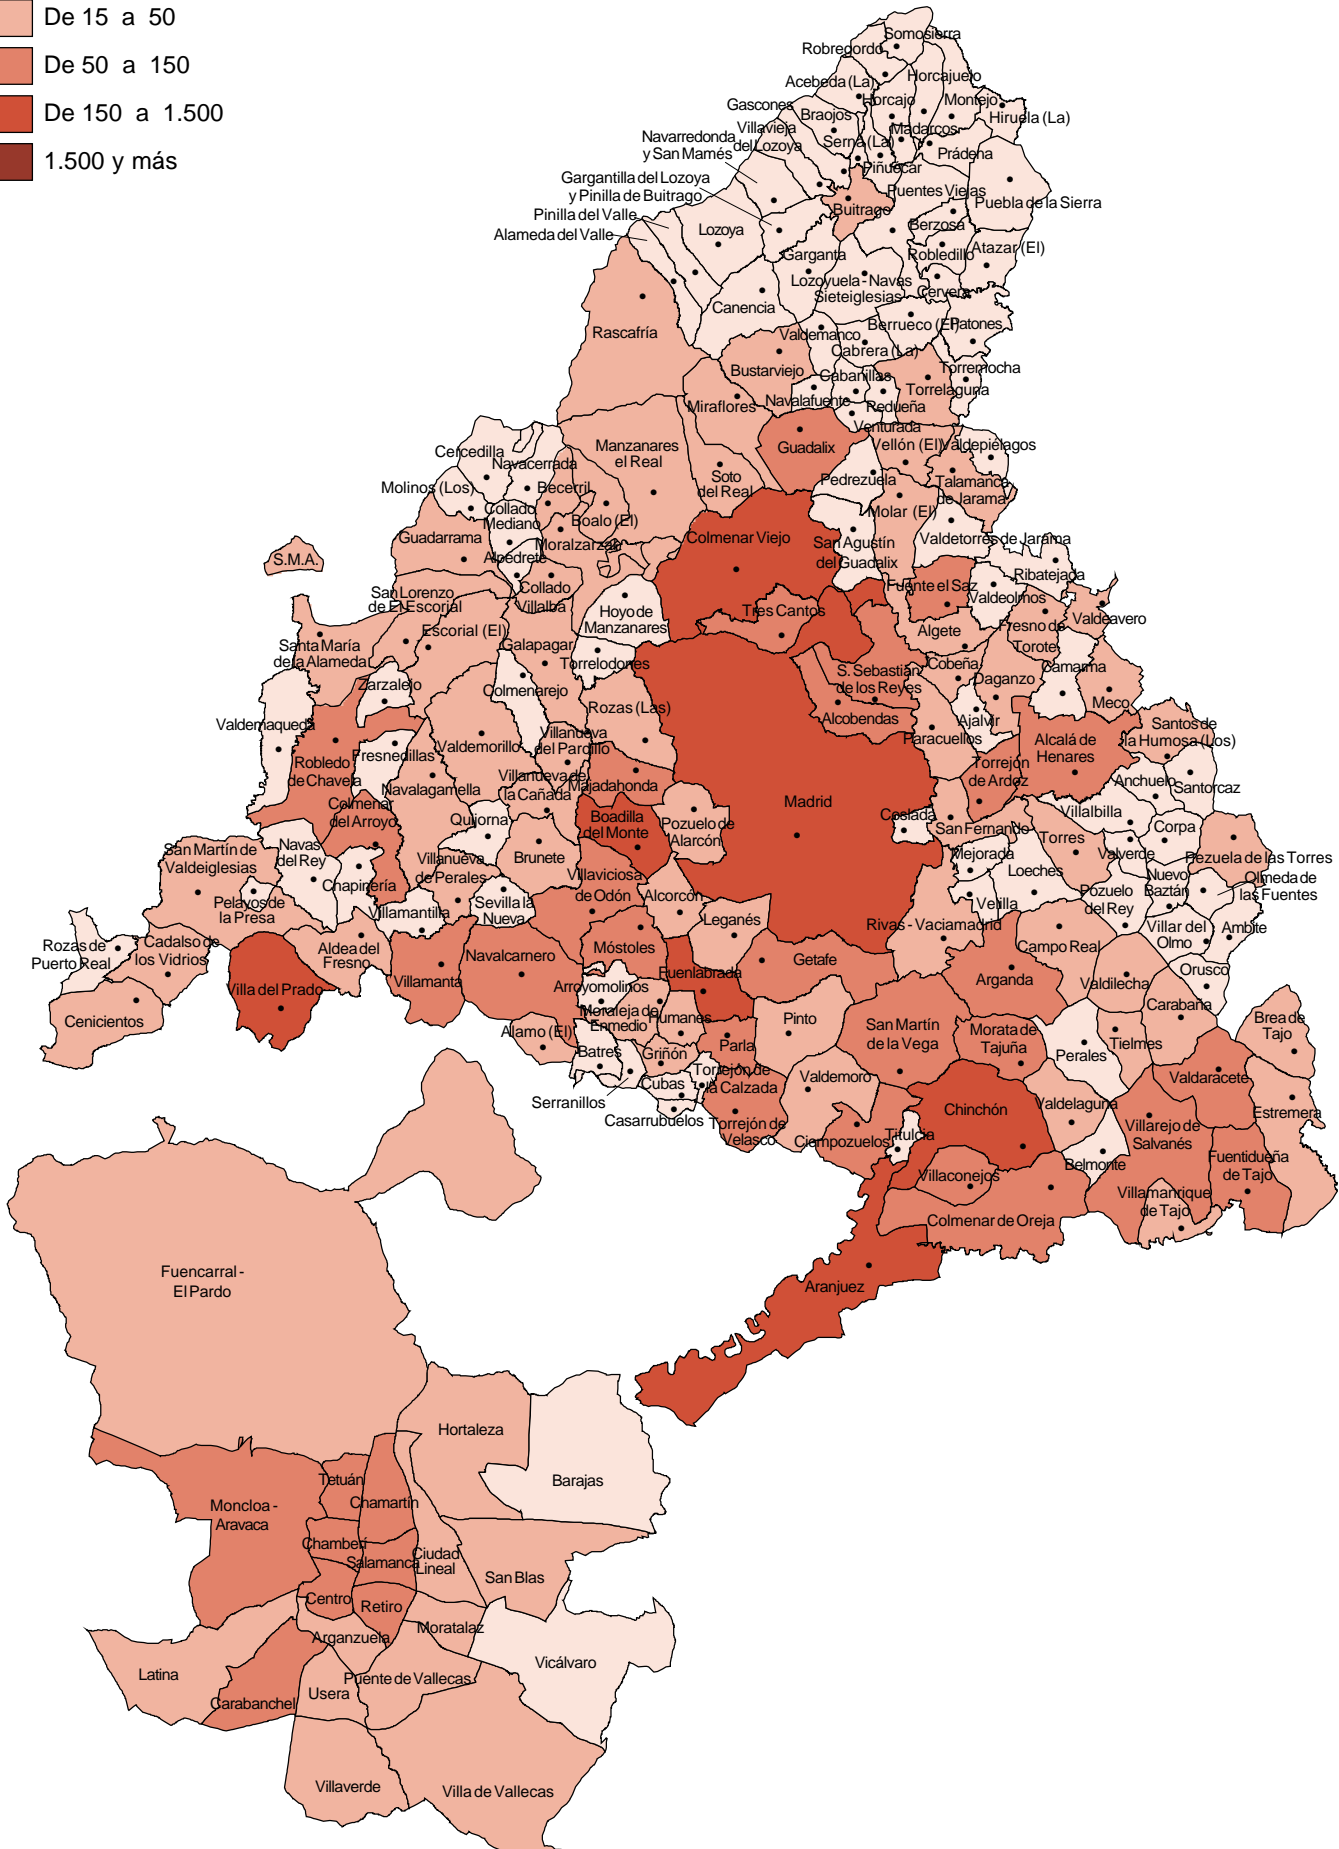 De 15 a 50
De 50 a 150
De 150 a 1.500
1.500 y más
Somosierra
Robregordo
Acebeda (La)
Horcajuelo
Horcajo
Montejo
Hiruela (La)
Gascones
Braojos
Madarcos
Villavieja
del Lozoya
Serna (La)
Prádena
Navarredonda
y San Mamés
Piñuecar
Gargantilla del Lozoya
y Pinilla de Buitrago
Puentes Viejas
Puebla de la Sierra
Buitrago
Pinilla del Valle
Alameda del Valle
Lozoya
Berzosa
Garganta
Robledillo
Atazar (El)
Lozoyuela - Navas
Sieteiglesias
Cervera
Canencia
Rascafría
Valdemanco
Berrueco (El)
Patones
Cabrera (La)
Bustarviejo
Cabanillas
Torremocha
Torrelaguna
Navalafuente
Redueña
Miraflores
Venturada
Manzanares
el Real
Guadalix
Vellón (El)
Valdepiélagos
Cercedilla
Navacerrada
Soto
del Real
Pedrezuela
Talamanca
de Jarama
Molinos (Los)
Becerril
Collado
Mediano
Boalo (El)
Molar (El)
Guadarrama
Moralzarzal
Colmenar Viejo
San Agustín
del Guadalix
Valdetorres de Jarama
S.M.A.
Alpedrete
Ribatejada
San Lorenzo
de El Escorial
Collado
Villalba
Fuente el Saz
Valdeolmos
Hoyo de
Manzanares
Tres Cantos
Valdeavero
Escorial (El)
Algete
Fresno de
Torote
Santa María
de la Alameda
Galapagar
Torrelodones
Cobeña
Camarma
Zarzalejo
Colmenarejo
S. Sebastián
de los Reyes
Daganzo
Meco
Valdemaqueda
Rozas (Las)
Alcobendas
Ajalvir
Santos de
la Humosa (Los)
Villanueva
del Pardillo
Paracuellos
Alcalá de
Henares
Valdemorillo
Fresnedillas
Robledo
de Chavela
Torrejón
de Ardoz
Navalagamella
Villanueva de
la Cañada
Majadahonda
Anchuelo
Santorcaz
Colmenar
del Arroyo
Madrid
Villalbilla
Quijorna
Boadilla
del Monte
Pozuelo de
Alarcón
Coslada
San Fernando
Torres
Corpa
San Martín de
Valdeiglesias
Navas
del Rey
Brunete
Mejorada
Valverde
Pezuela de las Torres
Villanueva
de Perales
Chapinería
Villaviciosa
de Odón
Loeches
Nuevo
Baztán
Olmeda de
las Fuentes
Pelayos de
la Presa
Sevilla la
Nueva
Alcorcón
Velilla
Pozuelo
del Rey
Villamantilla
Leganés
Rivas - Vaciamadrid
Villar del
Olmo
Ambite
Rozas de
Puerto Real
Cadalso de
los Vidrios
Aldea del
Fresno
Móstoles
Campo Real
Navalcarnero
Getafe
Orusco
Villa del Prado
Villamanta
Fuenlabrada
Arganda
Valdilecha
Arroyomolinos
Carabaña
Cenicientos
Moraleja de
Enmedio
Humanes
Pinto
San Martín
de la Vega
Morata de
Tajuña
Brea de
Tajo
Alamo (El)
Parla
Tielmes
Batres
Griñón
Perales
Torrejón de
la Calzada
Valdemoro
Valdaracete
Cubas
Serranillos
Chinchón
Valdelaguna
Estremera
Casarrubuelos
Torrejón de
Velasco
Ciempozuelos
Titulcia
Villarejo de
Salvanés
Fuentidueña
de Tajo
Belmonte
Villaconejos
Villamanrique
de Tajo
Colmenar de Oreja
Aranjuez
Fuencarral -
El Pardo
Hortaleza
Barajas
Tetuán
Chamartín
Moncloa -
Aravaca
Chamberí
Salamanca
Ciudad
Lineal
San Blas
Centro
Retiro
Moratalaz
Arganzuela
Vicálvaro
Latina
Puente de Vallecas
Carabanchel
Usera
Villaverde
Villa de Vallecas